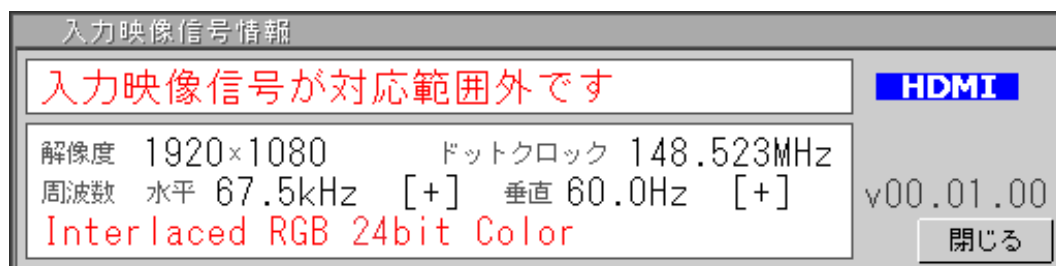 入力映像信号情報
入力映像信号が対応範囲外です
HDMI
解像度 1920×1080 ドットクロック 148.523MHz
周波数 水平 67.5kHz [+] 垂直 60.0Hz [+]
v00.01.00
Interlaced RGB 24bit Color
閉じる